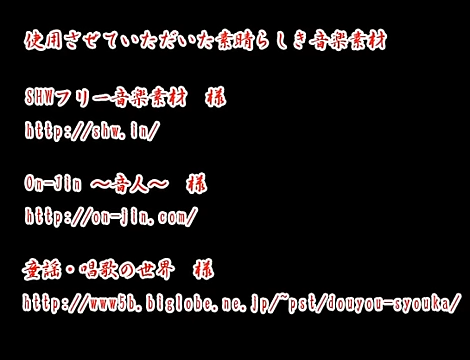 使用させていただいた素晴らしき音楽素材
SHWフリー音楽素材　様
http://shw.in/
On-Jin ～音人～　様
http://on-jin.com/
童謡・唱歌の世界　様
http://www5b.biglobe.ne.jp/~pst/douyou-syouka/